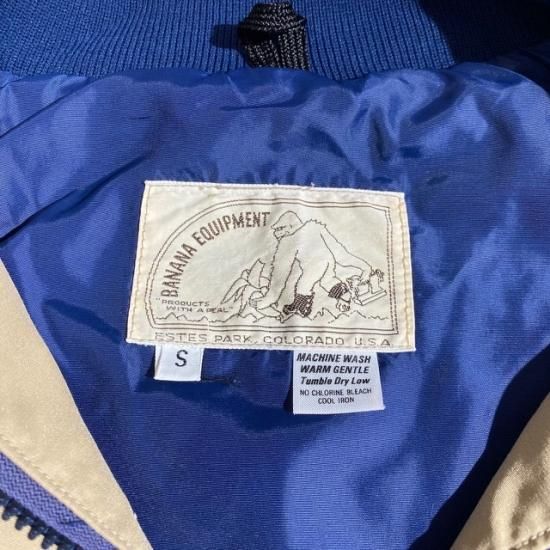 BANANA EQUIPMENT
"PRODUCTS
WITH A PEAL"
ESTES PARK, COLORADO, U.S.A.
S
MACHINE WASH
WARM GENTLE
Tumble Dry Low
NO CHLORINE BLEACH
COOL IRON